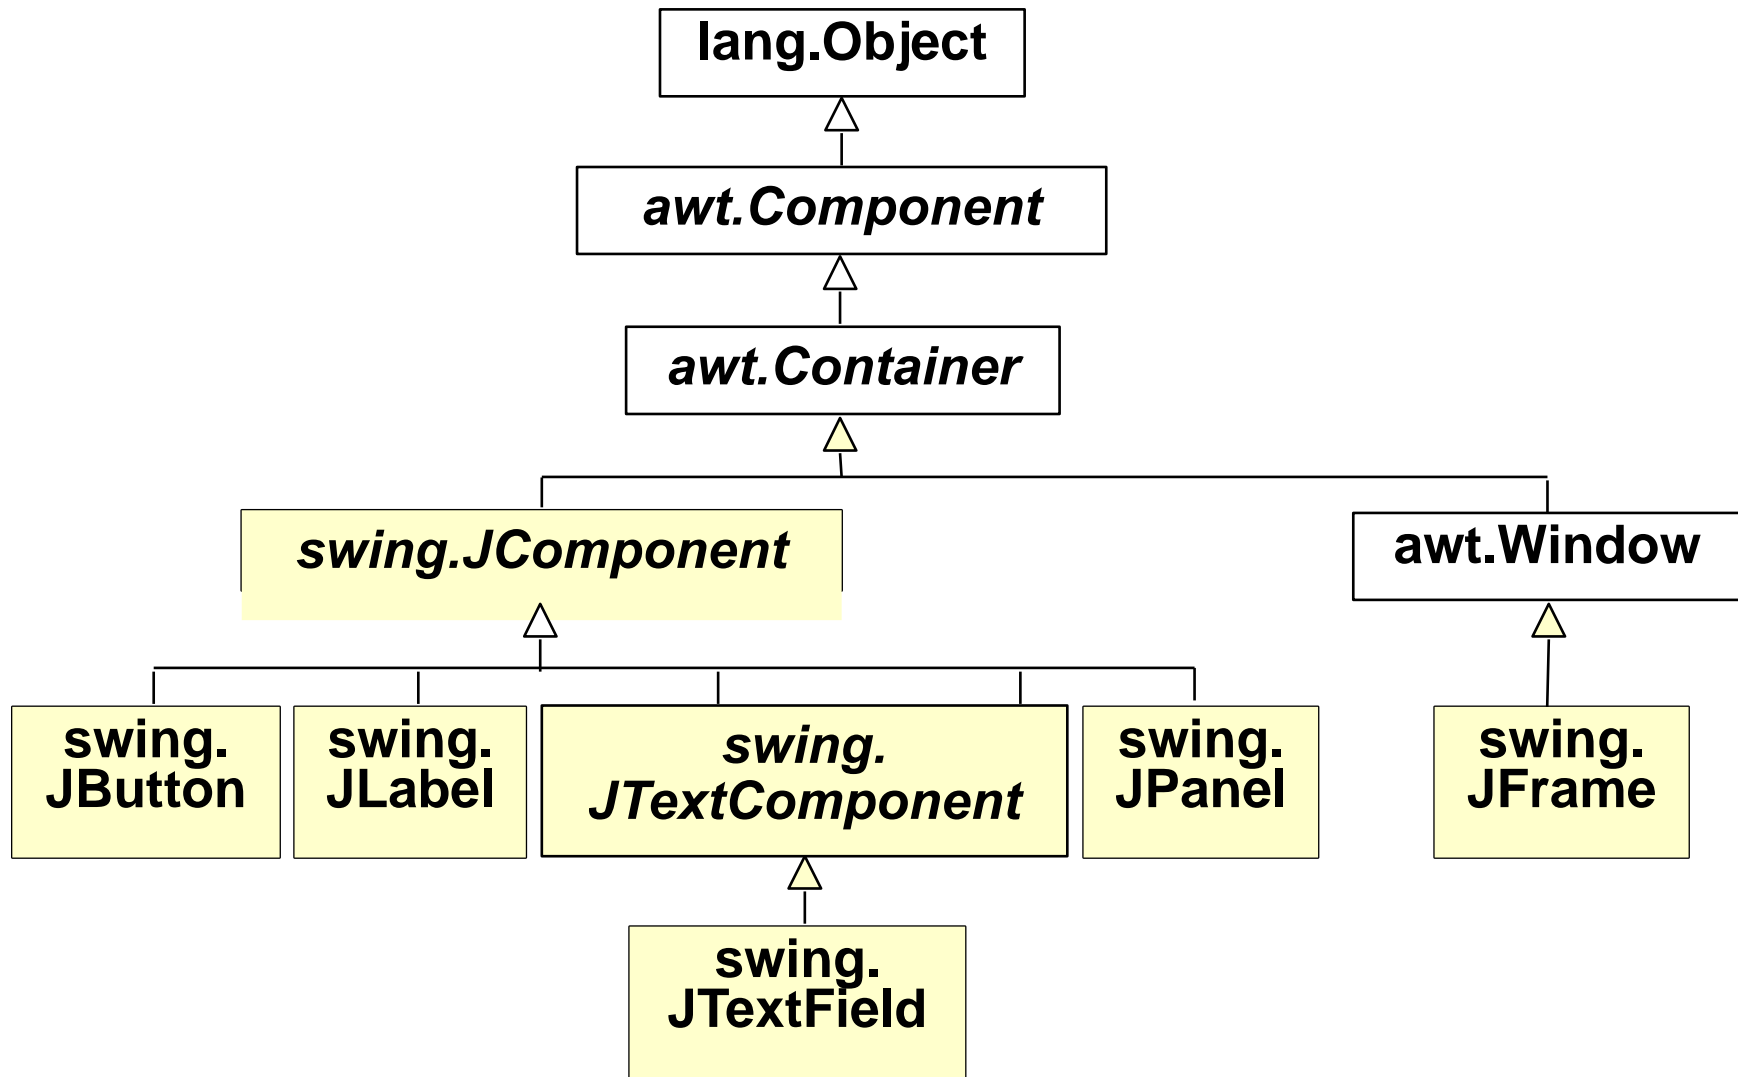 lang.Object
awt.Component
awt.Container
swing.JComponent
awt.Window
swing.
JButton
swing.
JLabel
swing.
JTextComponent
swing.
JPanel
swing.
JFrame
swing.
JTextField